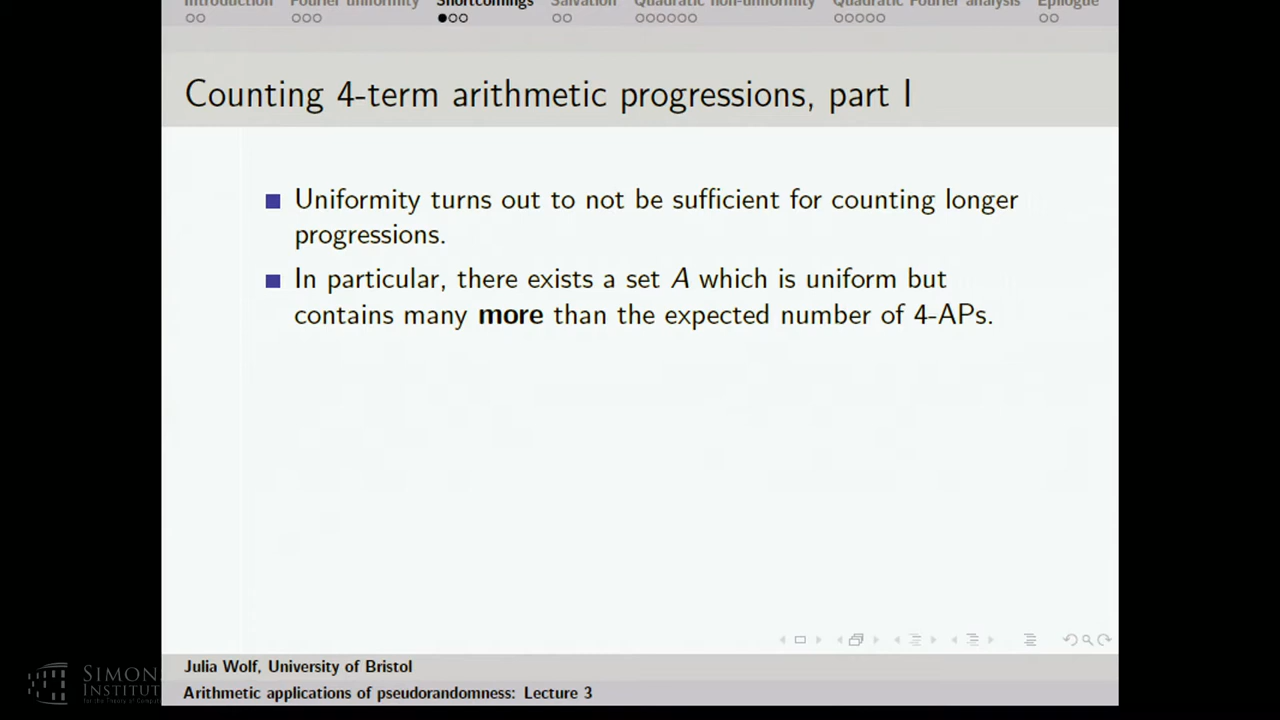 Introduction Fourier uniformity Shortcomings Salvation Quadratic non-uniformity Quadratic Fourier analysis Epilogue
Counting 4-term arithmetic progressions, part I
Uniformity turns out to not be sufficient for counting longer
progressions.
In particular, there exists a set A which is uniform but
contains many more than the expected number of 4-APs.
Julia Wolf, University of Bristol
Arithmetic applications of pseudorandomness: Lecture 3
SIMON
INSTITUT